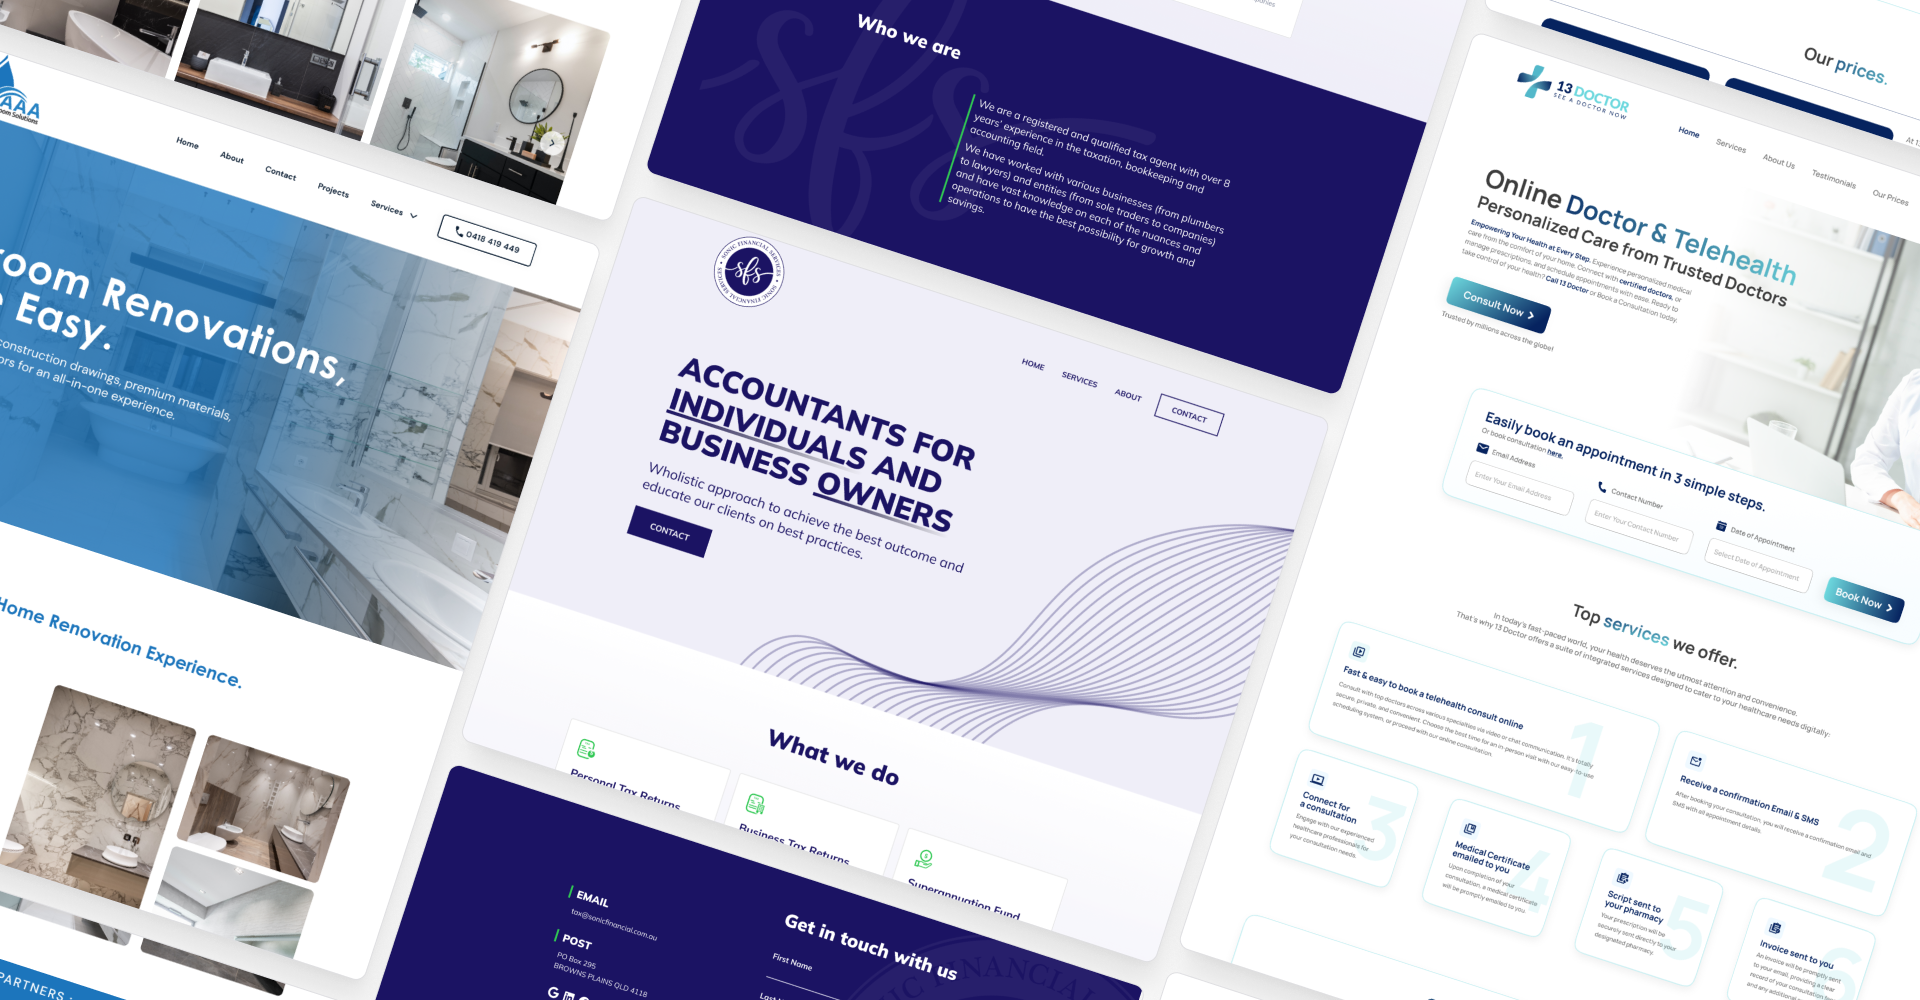 AAA
oom Solutions
Home
About
Contact
Projects
Services
0418 419 449
room Renovations,
Easy.
construction drawings, premium materials,
ors for an all-in-one experience.
Home Renovation Experience.
PARTNERS
Who we are
We are a registered and qualified tax agent with over 8
years' experience in the taxation, bookkeeping and
accounting field.
We have worked with various businesses (from plumbers
to lawyers) and entities (from sole traders to companies)
and have vast knowledge on each of the nuances and
operations to have the best possibility for growth and
savings.
SONIC FINANCIAL SERVICES • SONIC FINANCIAL SERVICES •
sfs
HOME
SERVICES
ABOUT
CONTACT
ACCOUNTANTS FOR
INDIVIDUALS AND
BUSINESS OWNERS
Wholistic approach to achieve the best outcome and
educate our clients on best practices.
CONTACT
What we do
Personal Tax Returns
Business Tax Returns
Superannuation Fund
EMAIL
tax@sonicfinancial.com.au
POST
PO Box 295
BROWNS PLAINS QLD 4118
Get in touch with us
First Name
Our prices.
13 DOCTOR
SEE A DOCTOR NOW
Home
Services
About Us
Testimonials
Our Prices
Online Doctor & Telehealth
Personalized Care from Trusted Doctors
Empowering Your Health at Every Step. Experience personalized medical
care from the comfort of your home. Connect with certified doctors, or
manage prescriptions, and schedule appointments with ease. Ready to
take control of your health? Call 13 Doctor or Book a Consultation today.
Consult Now
Trusted by millions across the globe!
Easily book an appointment in 3 simple steps.
Or book consultation here.
Email Address
Enter Your Email Address
Contact Number
Enter Your Contact Number
Date of Appointment
Select Date of Appointment
Book Now
Top services we offer.
In today's fast-paced world, your health deserves the utmost attention and convenience.
That's why 13 Doctor offers a suite of integrated services designed to cater to your healthcare needs digitally:
1
Fast & easy to book a telehealth consult online
Consult with top doctors across various specialties via video or chat communication. It's totally
secure, private, and convenient. Choose the best time for an in-person visit with our easy-to-use
scheduling system, or proceed with our online consultation.
2
Receive a confirmation Email & SMS
After booking your consultation, you will receive a confirmation email and
SMS with all appointment details.
3
Connect for
a consultation
Engage with our experienced
healthcare professionals for
your consultation needs.
4
Medical Certificate
emailed to you
Upon completion of your
consultation, a medical certificate
will be promptly emailed to you.
5
Script sent to
your pharmacy
Your prescription will be
securely sent directly to your
designated pharmacy.
6
Invoice sent to you
An invoice will be promptly sent
to your email, providing a clear
record of your consultation
and any additional